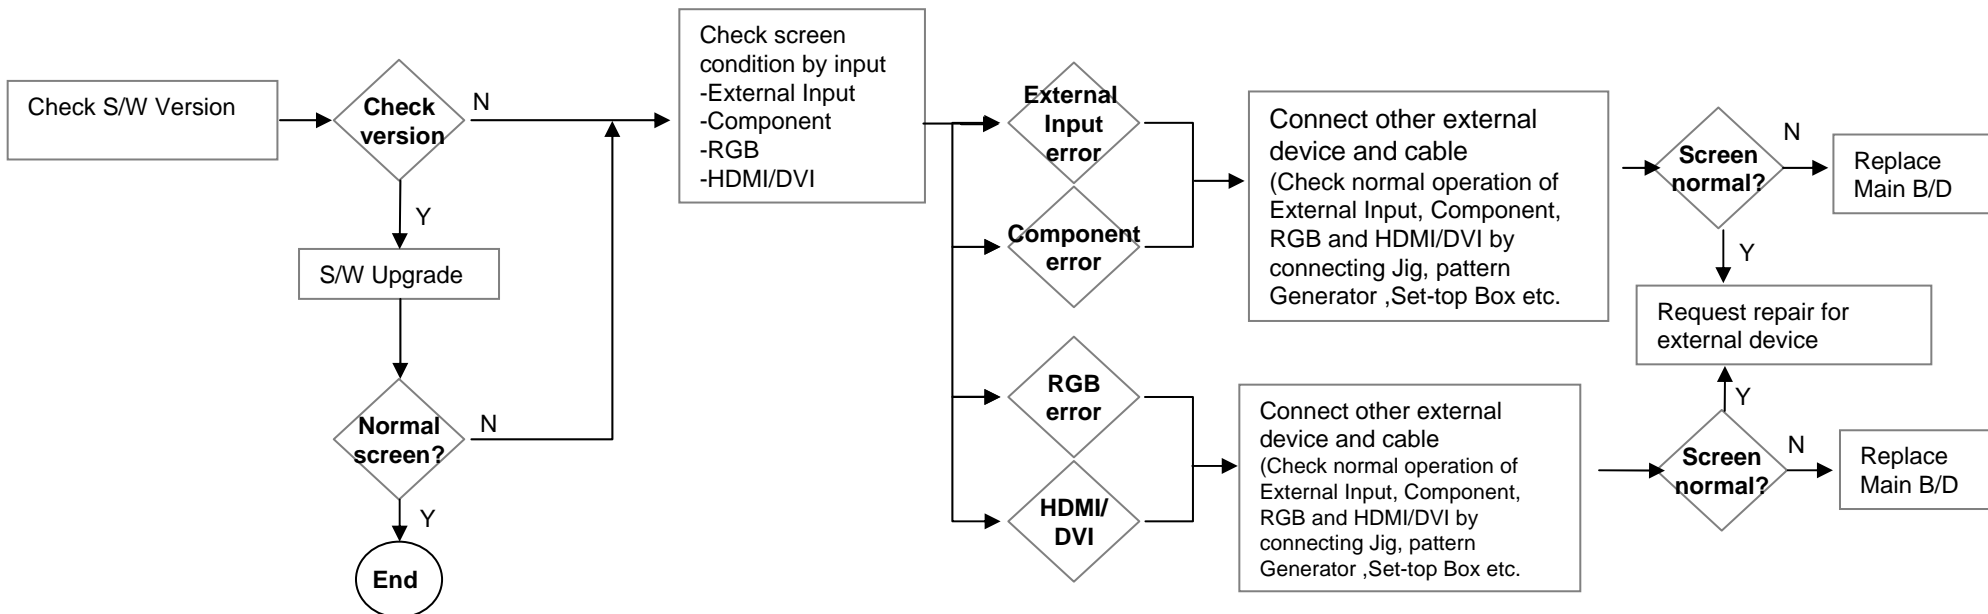 Check S/W Version
Check
version
N
Y
S/W Upgrade
Normal
screen?
N
Y
End
Check screen
condition by input
-External Input
-Component
-RGB
-HDMI/DVI
External
Input
error
Component
error
RGB
error
HDMI/
DVI
Connect other external
device and cable
(Check normal operation of
External Input, Component,
RGB and HDMI/DVI by
connecting Jig, pattern
Generator ,Set-top Box etc.
Screen
normal?
N
Replace
Main B/D
Y
Request repair for
external device
Connect other external
device and cable
(Check normal operation of
External Input, Component,
RGB and HDMI/DVI by
connecting Jig, pattern
Generator ,Set-top Box etc.
Y
Screen
normal?
N
Replace
Main B/D